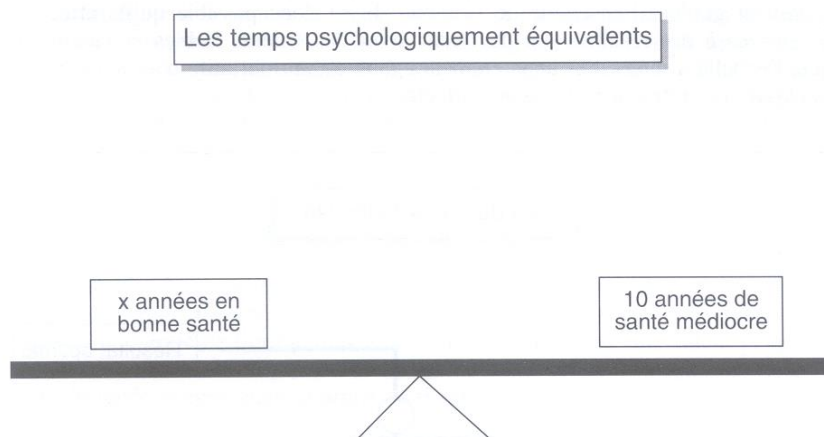 Les temps psychologiquement équivalents
x années en
bonne santé
10 années de
santé médiocre